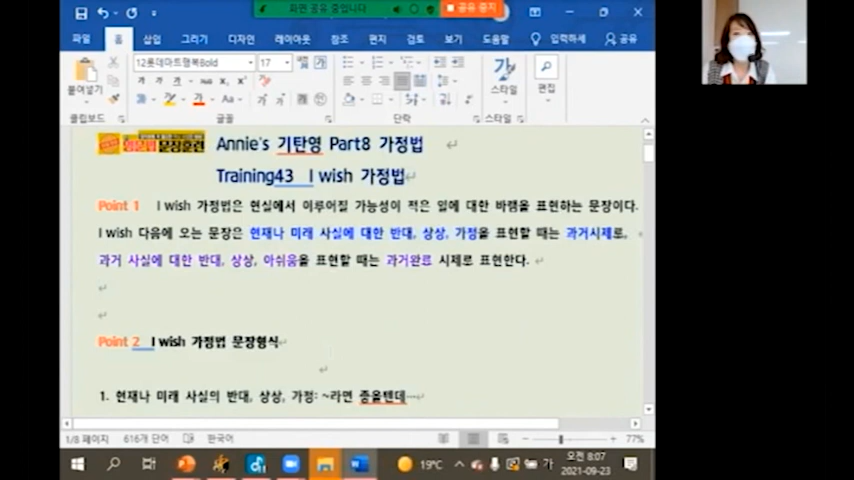 화면 공유 중입니다
공유 중지
파일 홈 삽입 그리기 디자인 레이아웃 참조 편지 검토 보기 도움말 입력하세 공유
12롯데마트행복Bold 17
붙여넣기 스타일 편집
클립보드 글꼴 단락 스타일
문장훈련 Annie's 기탄영 Part8 가정법
Training43 I wish 가정법
Point 1 I wish 가정법은 현실에서 이루어질 가능성이 적은 일에 대한 바램을 표현하는 문장이다.
I wish 다음에 오는 문장은 현재나 미래 사실에 대한 반대, 상상, 가정을 표현할 때는 과거시제로,
과거 사실에 대한 반대, 상상, 아쉬움을 표현할 때는 과거완료 시제로 표현한다.
Point 2 I wish 가정법 문장형식
1. 현재나 미래 사실의 반대, 상상, 가정: ~라면 좋을텐데…
1/8 페이지 616개 단어 한국어 77%
19℃ 가 오전 8:07
2021-09-23